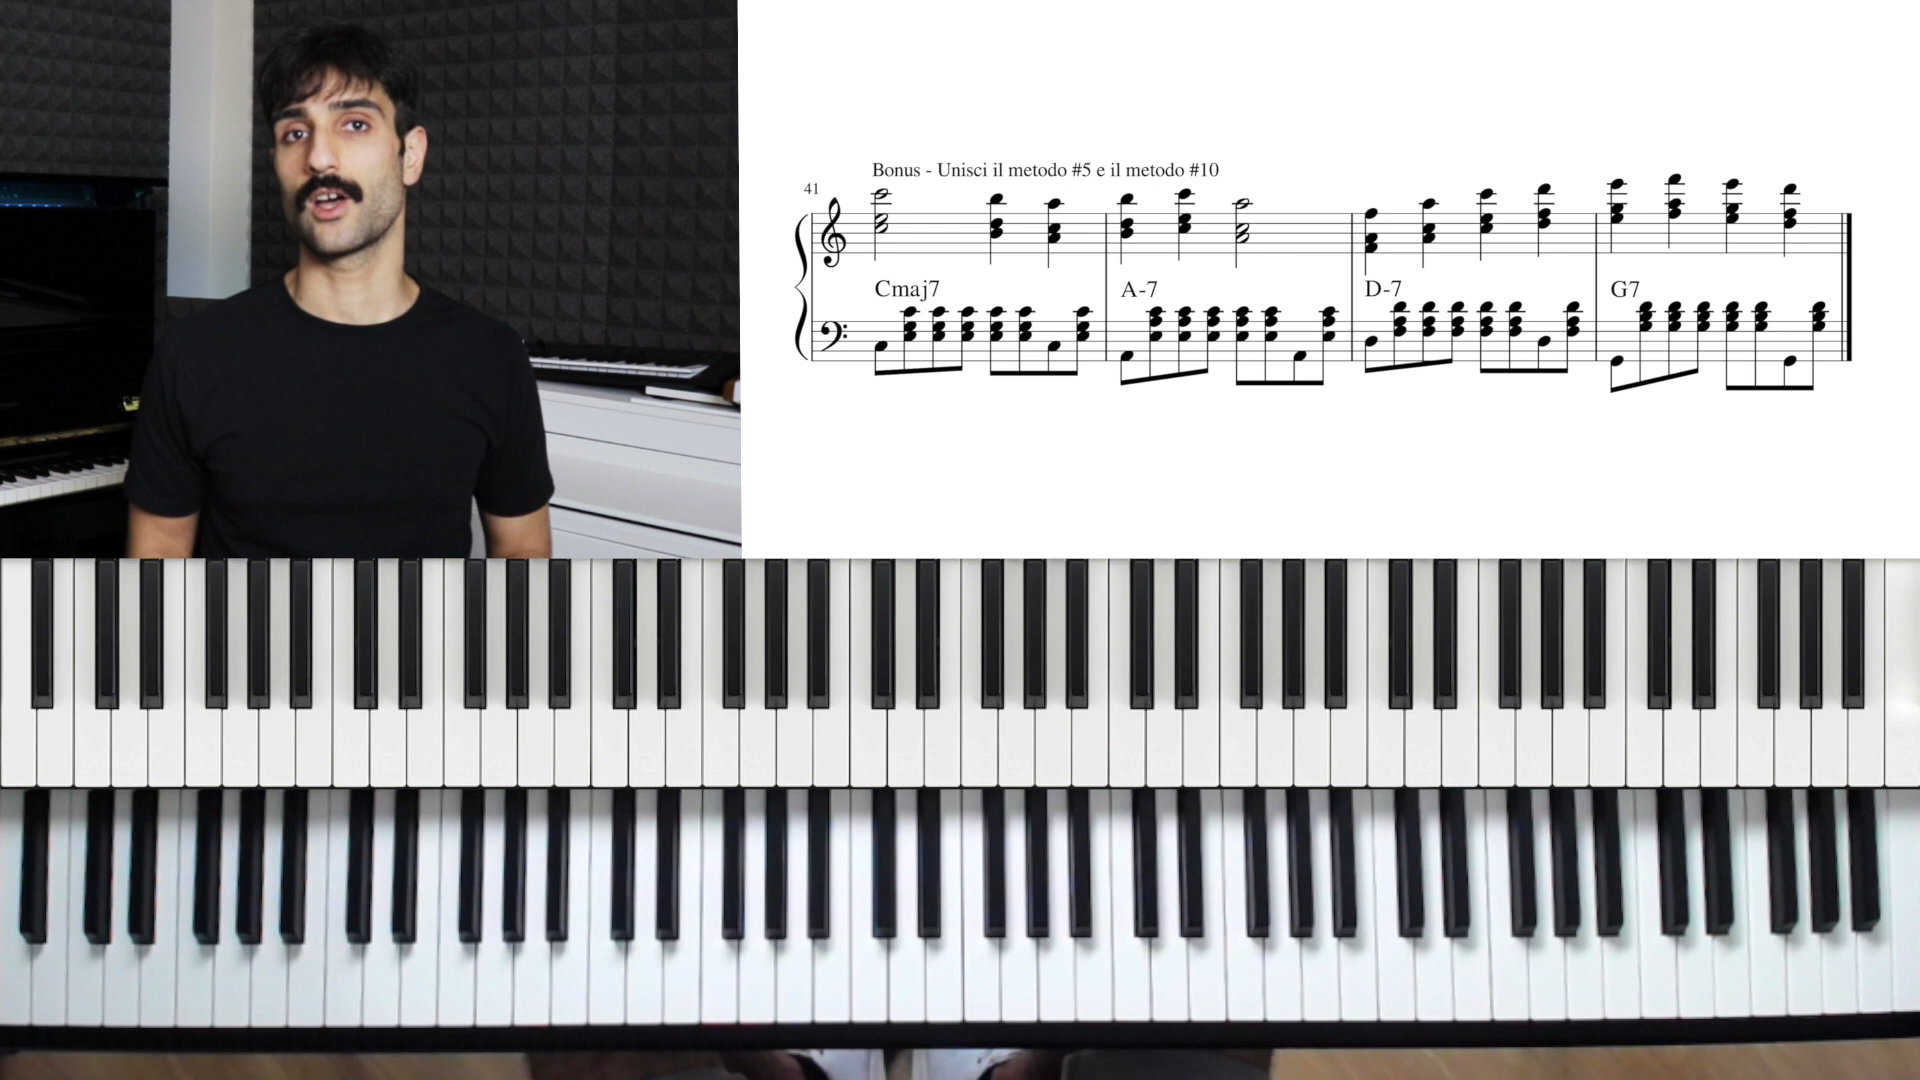 Bonus - Unisci il metodo #5 e il metodo #10
41
Cmaj7 A-7 D-7 G7